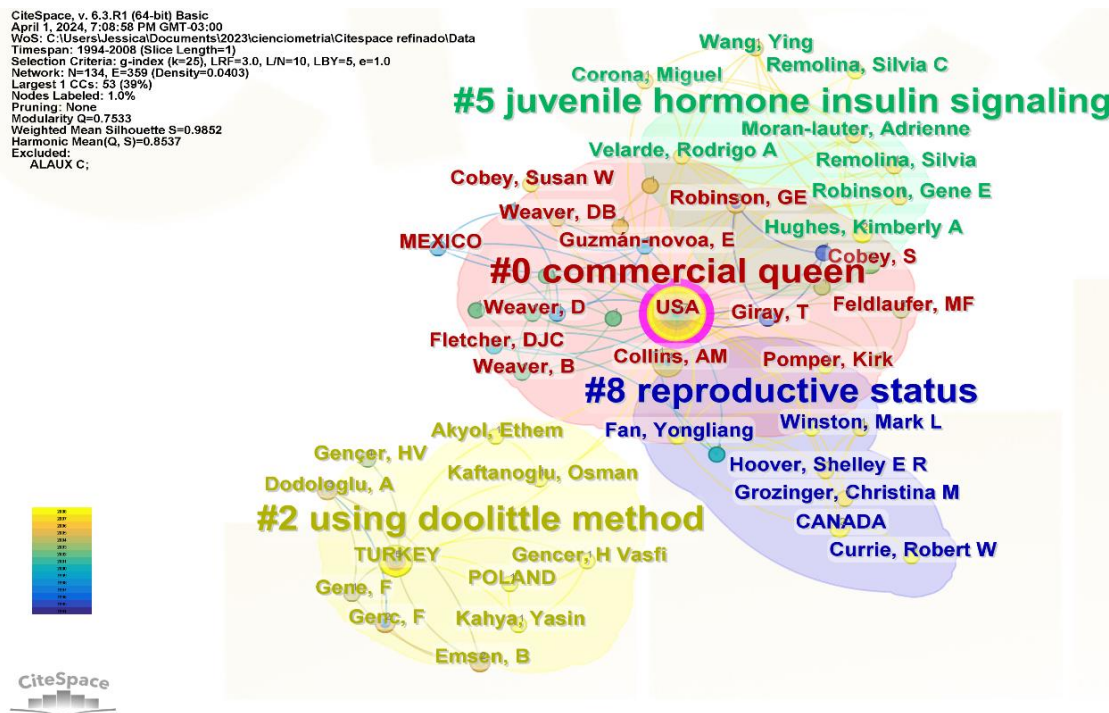 CiteSpace, v. 6.3.R1 (64-bit) Basic
April 1, 2024, 7:08:58 PM GMT-03:00
WoS: C:\Users\Jessica\Documents\2023\cienciometria\Citespace refinado\Data
Timespan: 1994-2008 (Slice Length=1)
Selection Criteria: g-index (k=25), LRF=3.0, L/N=10, LBY=5, e=1.0
Network: N=134, E=359 (Density=0.0403)
Largest 1 CCs: 53 (39%)
Nodes Labeled: 1.0%
Pruning: None
Modularity Q=0.7533
Weighted Mean Silhouette S=0.9852
Harmonic Mean(Q, S)=0.8537
Excluded:
ALAUX C;
Wang, Ying
Remolina, Silvia C
Corona, Miguel
#5 juvenile hormone insulin signaling
Moran-lauter, Adrienne
Velarde, Rodrigo A
Remolina, Silvia
Cobey, Susan W
Robinson, GE
Robinson, Gene E
Weaver, DB
Hughes, Kimberly A
MEXICO
Guzmán-novoa, E
Cobey, S
#0 commercial queen
Weaver, D
USA
Giray, T
Feldlaufer, MF
Fletcher, DJC
Collins, AM
Pomper, Kirk
Weaver, B
#8 reproductive status
Akyol, Ethem
Fan, Yongliang
Winston, Mark L
Gençer, HV
Kaftanoglu, Osman
Hoover, Shelley E R
Dodologlu, A
Grozinger, Christina M
#2 using doolittle method
CANADA
TURKEY
Gencer, H Vasfi
Currie, Robert W
POLAND
Gene, F
Genc, F
Kahya, Yasin
Emsen, B
CiteSpace